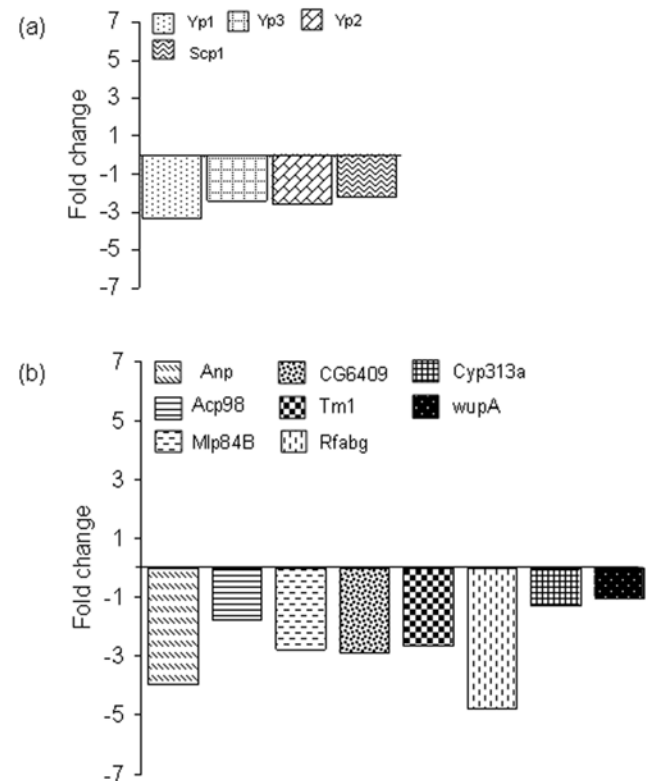 (a)
Fold change
7
5
3
1
-1
-3
-5
-7
Yp1 Yp3 Yp2
Scp1
(b)
Fold change
7
5
3
1
-1
-3
-5
-7
Anp CG6409 Cyp313a
Acp98 Tm1 wupA
Mlp84B Rfabg